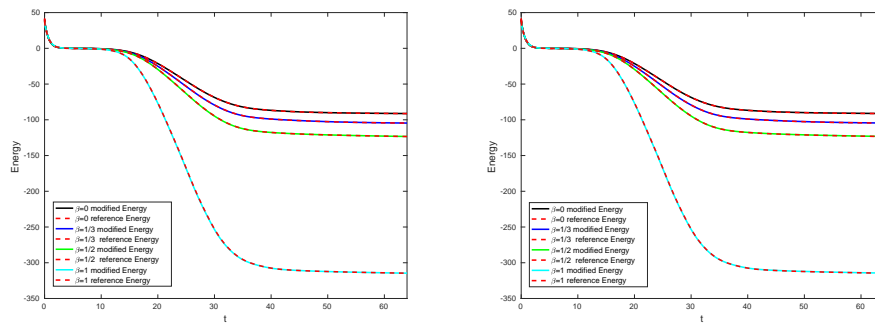 50
0
-50
-100
-150
-200
-250
-300
-350
Energy
0 10 20 30 40 50 60
t
β=0 modified Energy
β=0 reference Energy
β=1/3 modified Energy
β=1/3 reference Energy
β=1/2 modified Energy
β=1/2 reference Energy
β=1 modified Energy
β=1 reference Energy
50
0
-50
-100
-150
-200
-250
-300
-350
Energy
0 10 20 30 40 50 60
t
β=0 modified Energy
β=0 reference Energy
β=1/3 modified Energy
β=1/3 reference Energy
β=1/2 modified Energy
β=1/2 reference Energy
β=1 modified Energy
β=1 reference Energy